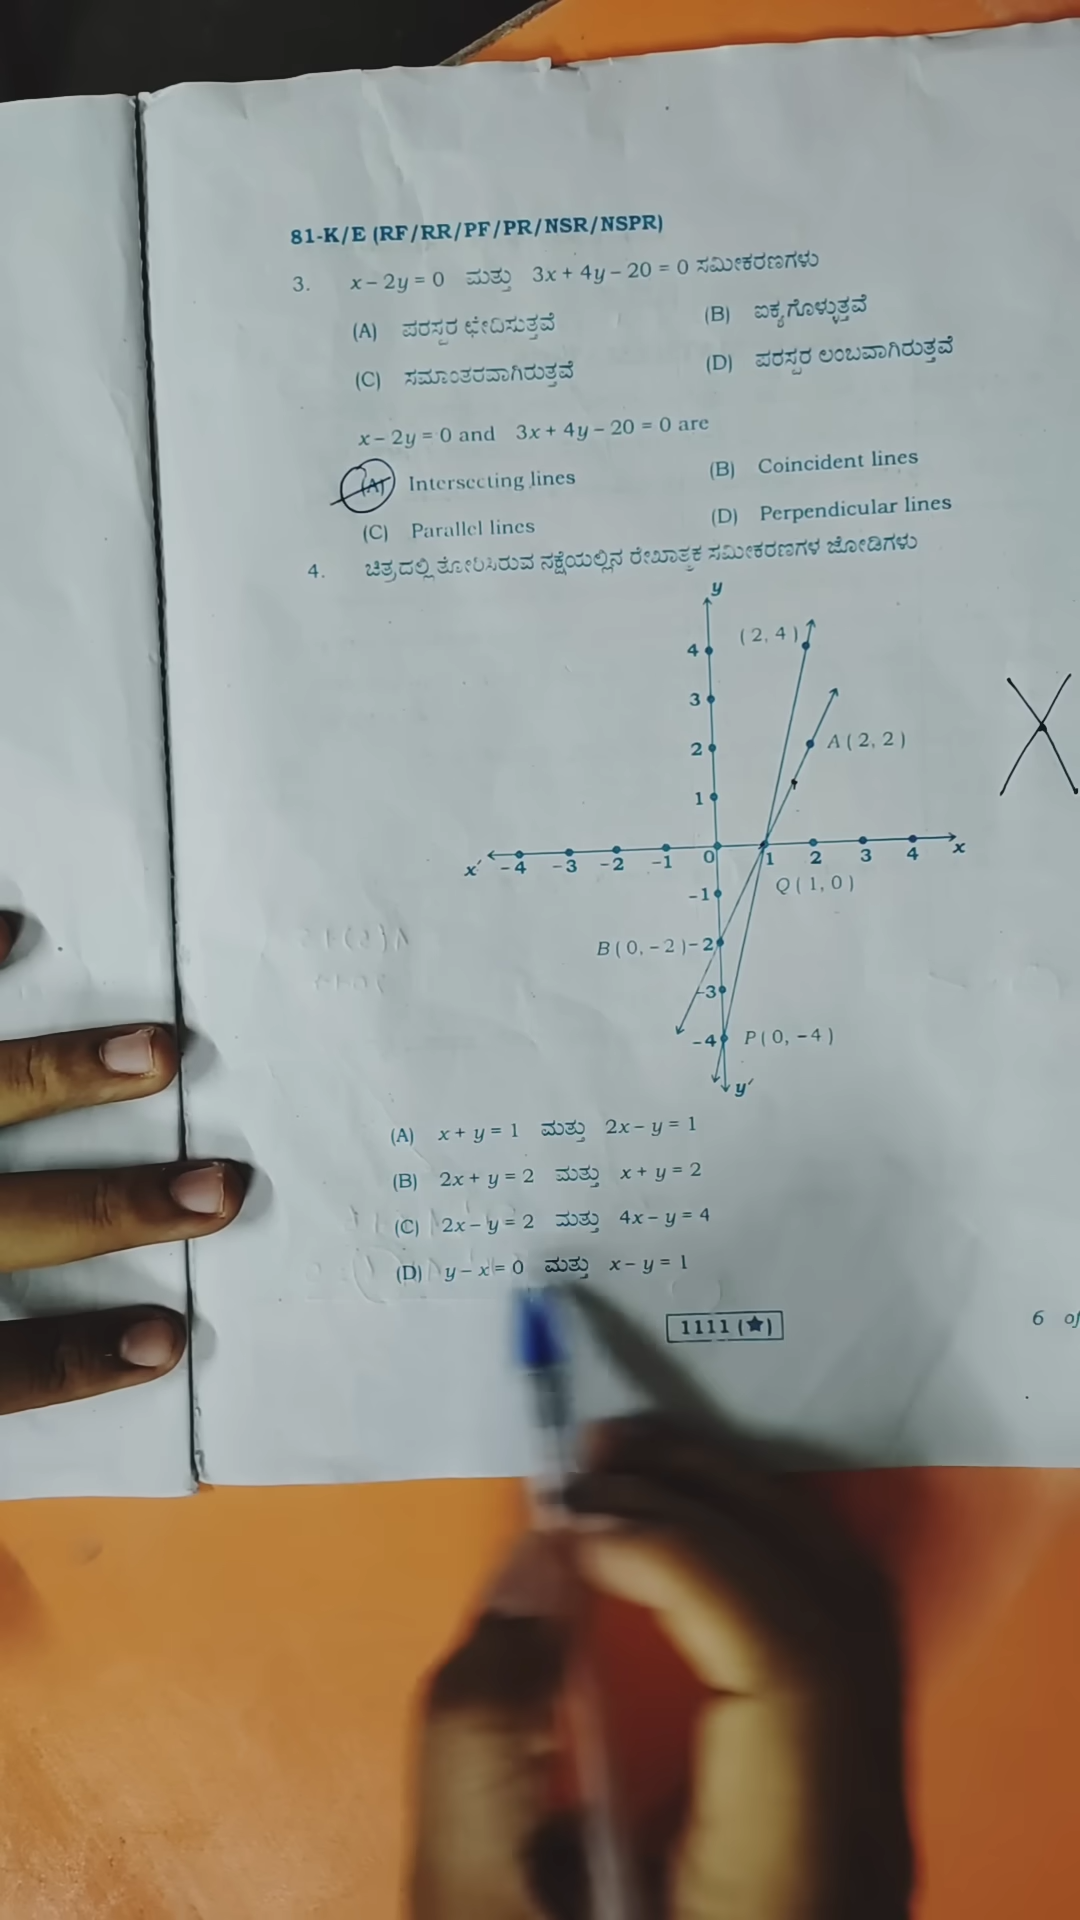 81-K/E (RF/RR/PF/PR/NSR/NSPR)
3. x – 2y = 0 ಮತ್ತು 3x + 4y – 20 = 0 ಸಮೀಕರಣಗಳು
(A) ಪರಸ್ಪರ ಛೇದಿಸುತ್ತವೆ (B) ಐಕ್ಯಗೊಳ್ಳುತ್ತವೆ
(C) ಸಮಾಂತರವಾಗಿರುತ್ತವೆ (D) ಪರಸ್ಪರ ಲಂಬವಾಗಿರುತ್ತವೆ
x – 2y = 0 and 3x + 4y – 20 = 0 are
(A) Intersecting lines (B) Coincident lines
(C) Parallel lines (D) Perpendicular lines
4. ಚಿತ್ರದಲ್ಲಿ ತೋರಿಸಿರುವ ನಕ್ಷೆಯಲ್ಲಿನ ರೇಖಾತ್ಮಕ ಸಮೀಕರಣಗಳ ಜೋಡಿಗಳು
y
4 (2, 4)
3
2 A(2, 2)
1
x′ –4 –3 –2 –1 0 1 2 3 4 x
–1 Q(1, 0)
B(0, –2) –2
–3
–4 P(0, –4)
y′
(A) x + y = 1 ಮತ್ತು 2x – y = 1
(B) 2x + y = 2 ಮತ್ತು x + y = 2
(C) 2x – y = 2 ಮತ್ತು 4x – y = 4
(D) y – x = 0 ಮತ್ತು x – y = 1
1111 (★)
6 of